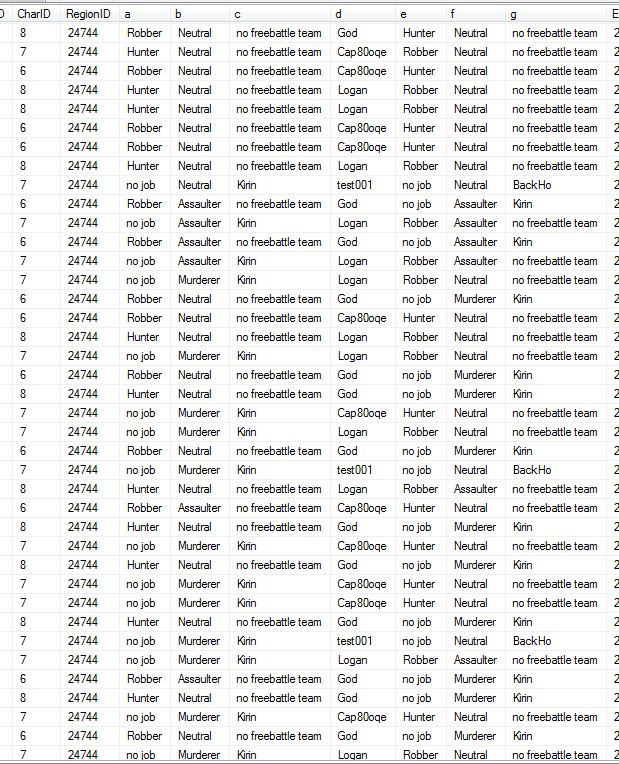 D CharID RegionID a b c d e f g E
8 24744 Robber Neutral no freebattle team God Hunter Neutral no freebattle team 2
7 24744 Hunter Neutral no freebattle team Cap80oqe Robber Neutral no freebattle team 2
6 24744 Robber Neutral no freebattle team Cap80oqe Hunter Neutral no freebattle team 2
8 24744 Hunter Neutral no freebattle team Logan Robber Neutral no freebattle team 2
8 24744 Hunter Neutral no freebattle team Logan Robber Neutral no freebattle team 2
6 24744 Robber Neutral no freebattle team Cap80oqe Hunter Neutral no freebattle team 2
6 24744 Robber Neutral no freebattle team Cap80oqe Hunter Neutral no freebattle team 2
8 24744 Hunter Neutral no freebattle team Logan Robber Neutral no freebattle team 2
7 24744 no job Neutral Kirin test001 no job Neutral BackHo 2
6 24744 Robber Assaulter no freebattle team God no job Assaulter Kirin 2
7 24744 no job Assaulter Kirin Logan Robber Assaulter no freebattle team 2
6 24744 Robber Assaulter no freebattle team God no job Assaulter Kirin 2
7 24744 no job Assaulter Kirin Logan Robber Assaulter no freebattle team 2
7 24744 no job Murderer Kirin Logan Robber Neutral no freebattle team 2
6 24744 Robber Neutral no freebattle team God no job Murderer Kirin 2
6 24744 Robber Neutral no freebattle team Cap80oqe Hunter Neutral no freebattle team 2
8 24744 Hunter Neutral no freebattle team Logan Robber Neutral no freebattle team 2
7 24744 no job Murderer Kirin Logan Robber Neutral no freebattle team 2
6 24744 Robber Neutral no freebattle team God no job Murderer Kirin 2
8 24744 Hunter Neutral no freebattle team God no job Murderer Kirin 2
7 24744 no job Murderer Kirin Cap80oqe Hunter Neutral no freebattle team 2
7 24744 no job Murderer Kirin Logan Robber Neutral no freebattle team 2
6 24744 Robber Neutral no freebattle team God no job Murderer Kirin 2
7 24744 no job Murderer Kirin test001 no job Neutral BackHo 2
8 24744 Hunter Neutral no freebattle team Logan Robber Assaulter no freebattle team 2
6 24744 Robber Assaulter no freebattle team Cap80oqe Hunter Neutral no freebattle team 2
8 24744 Hunter Neutral no freebattle team God no job Murderer Kirin 2
7 24744 no job Murderer Kirin Cap80oqe Hunter Neutral no freebattle team 2
8 24744 Hunter Neutral no freebattle team God no job Murderer Kirin 2
7 24744 no job Murderer Kirin Cap80oqe Hunter Neutral no freebattle team 2
7 24744 no job Murderer Kirin Cap80oqe Hunter Neutral no freebattle team 2
8 24744 Hunter Neutral no freebattle team God no job Murderer Kirin 2
7 24744 no job Murderer Kirin test001 no job Neutral BackHo 2
7 24744 no job Murderer Kirin Logan Robber Assaulter no freebattle team 2
6 24744 Robber Assaulter no freebattle team God no job Murderer Kirin 2
8 24744 Hunter Neutral no freebattle team God no job Murderer Kirin 2
7 24744 no job Murderer Kirin Cap80oqe Hunter Neutral no freebattle team 2
6 24744 Robber Neutral no freebattle team God no job Murderer Kirin 2
7 24744 no job Murderer Kirin Logan Robber Neutral no freebattle team 2